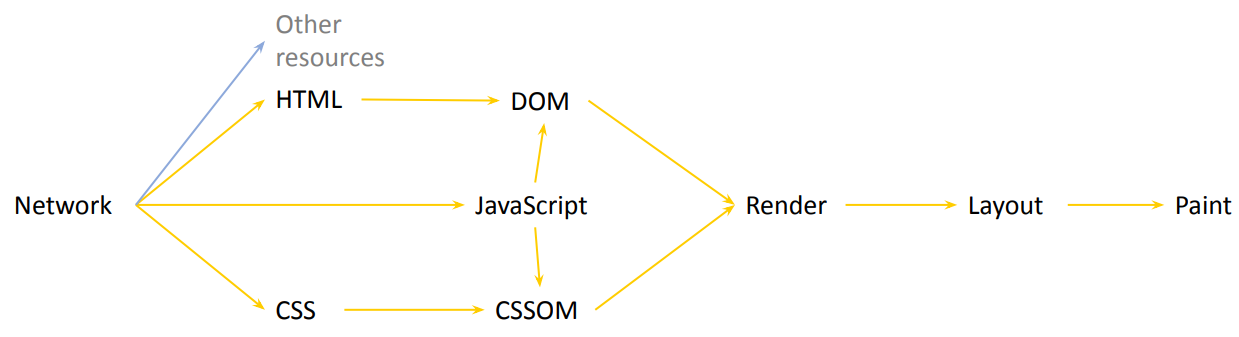 Other
resources
HTML
DOM
Network
JavaScript
Render
Layout
Paint
CSS
CSSOM